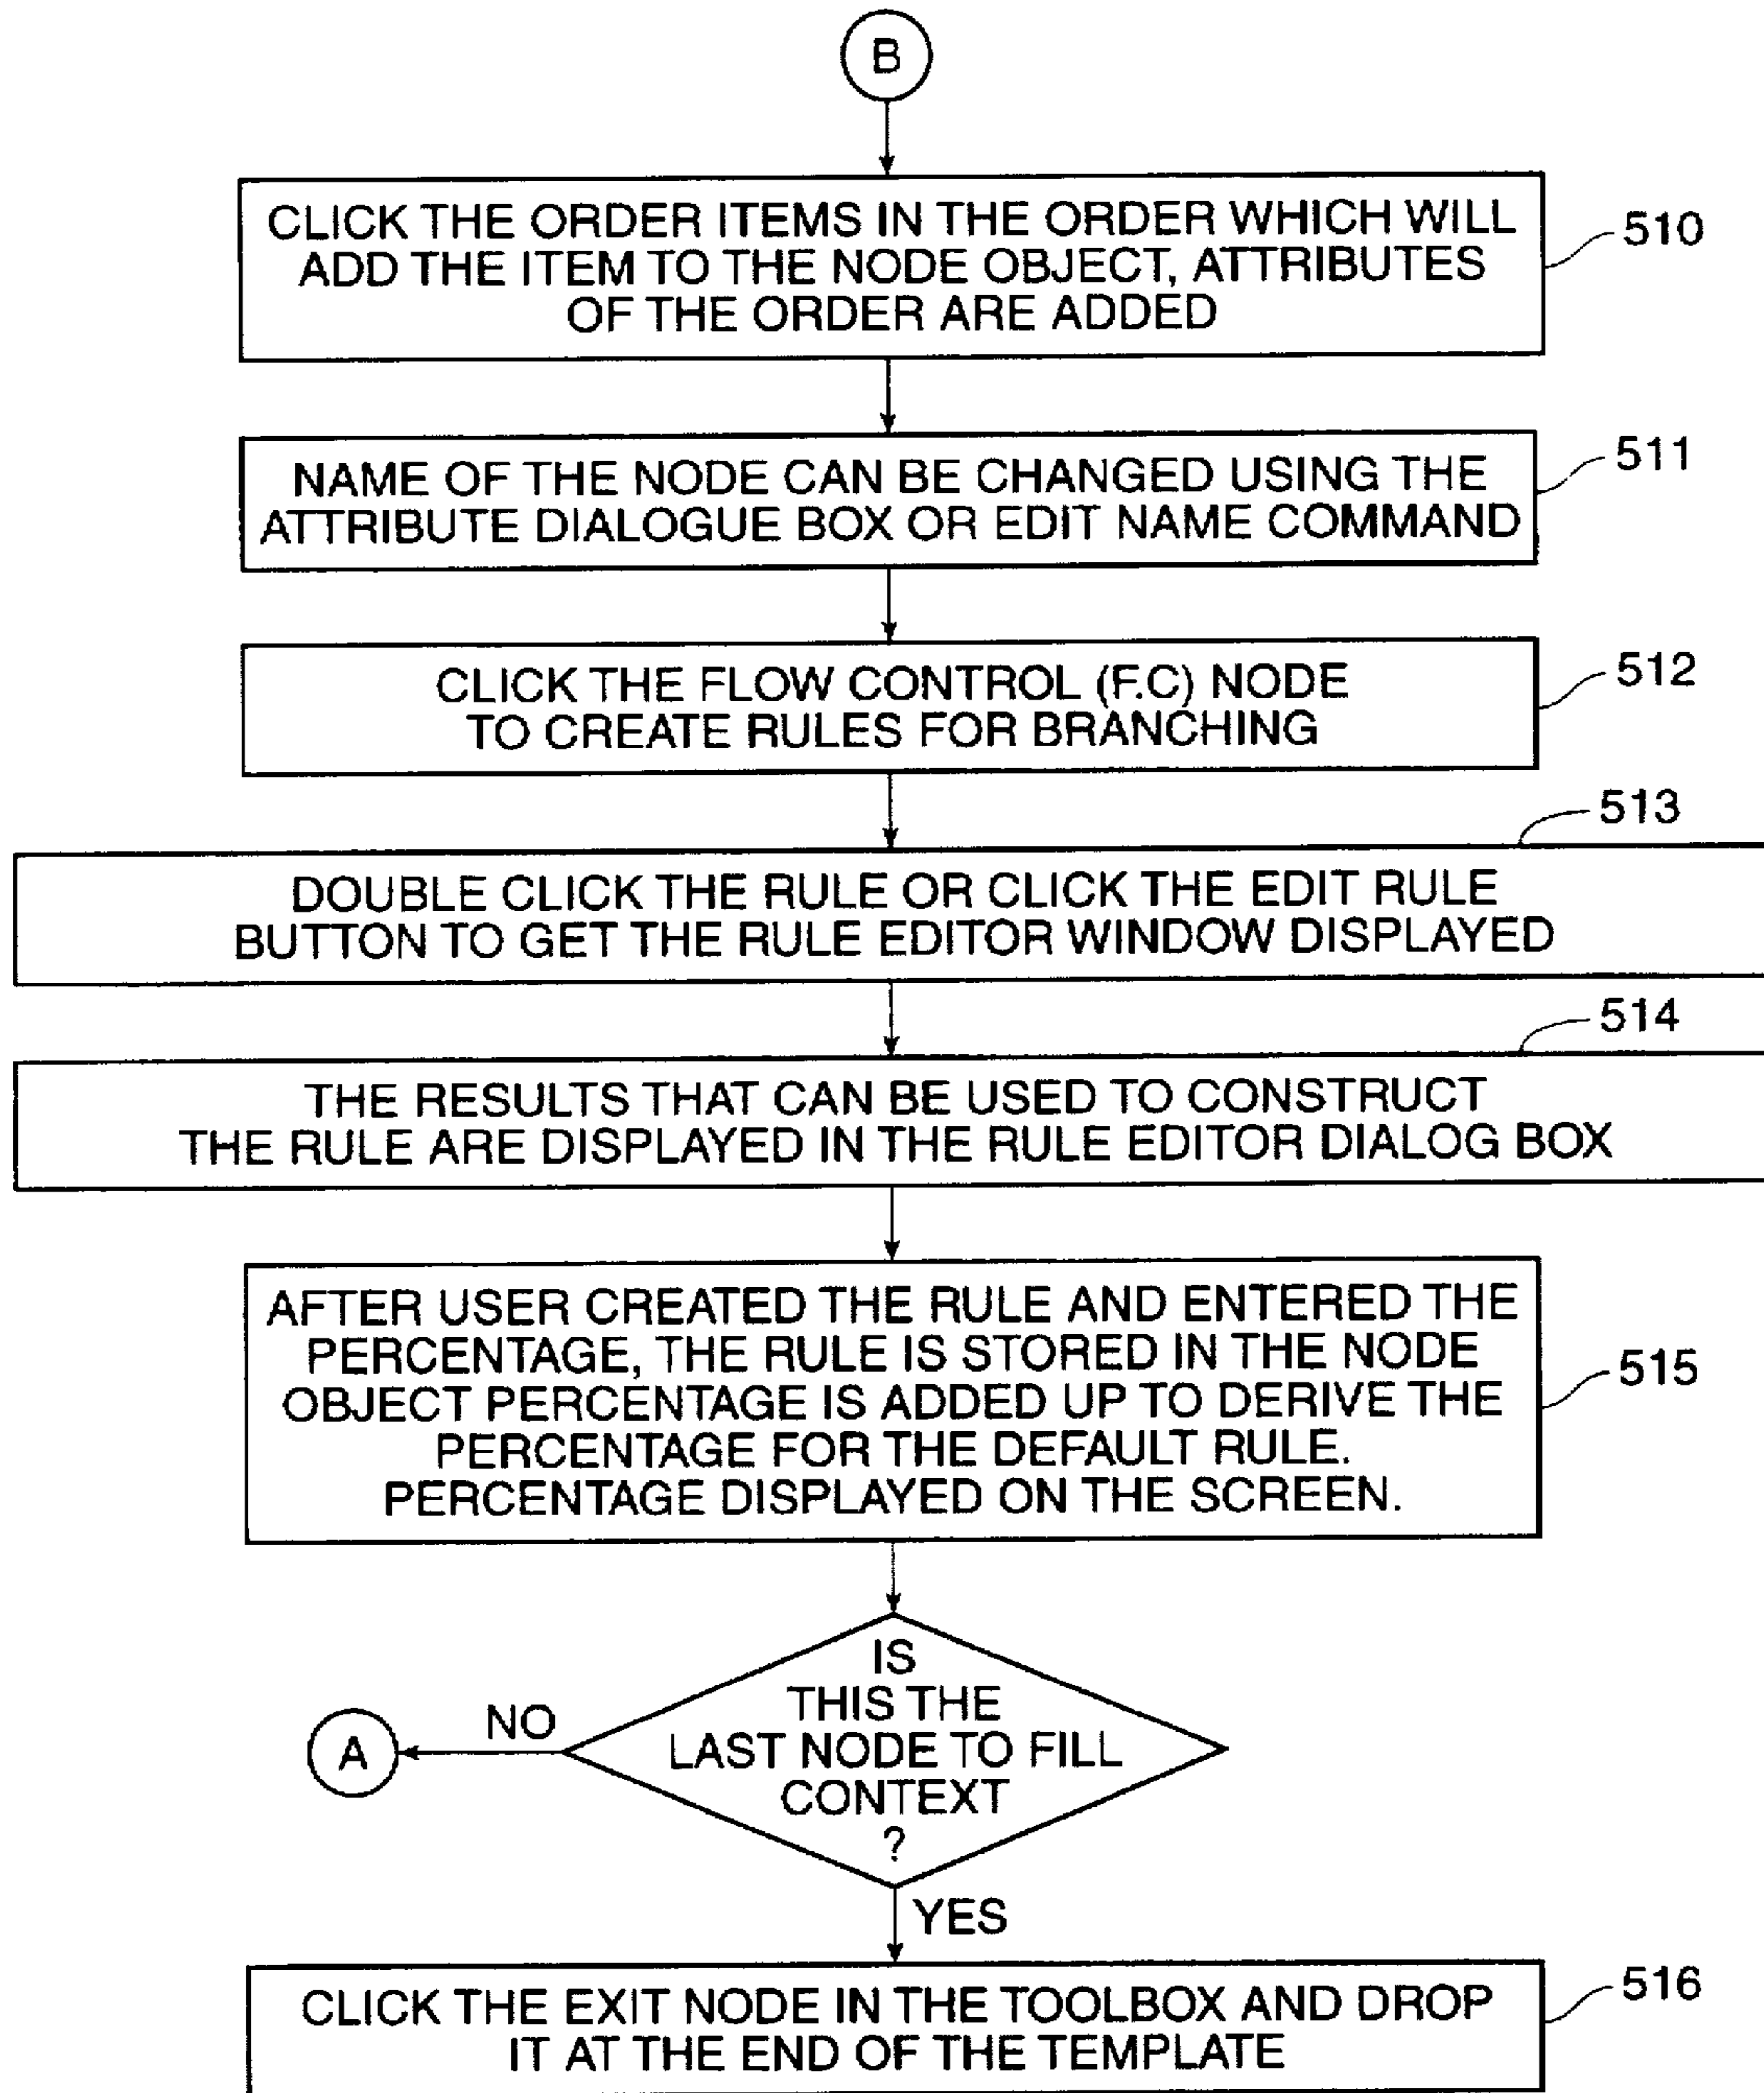 B
CLICK THE ORDER ITEMS IN THE ORDER WHICH WILL
ADD THE ITEM TO THE NODE OBJECT, ATTRIBUTES
OF THE ORDER ARE ADDED
510
NAME OF THE NODE CAN BE CHANGED USING THE
ATTRIBUTE DIALOGUE BOX OR EDIT NAME COMMAND
511
CLICK THE FLOW CONTROL (F.C) NODE
TO CREATE RULES FOR BRANCHING
512
513
DOUBLE CLICK THE RULE OR CLICK THE EDIT RULE
BUTTON TO GET THE RULE EDITOR WINDOW DISPLAYED
514
THE RESULTS THAT CAN BE USED TO CONSTRUCT
THE RULE ARE DISPLAYED IN THE RULE EDITOR DIALOG BOX
AFTER USER CREATED THE RULE AND ENTERED THE
PERCENTAGE, THE RULE IS STORED IN THE NODE
OBJECT PERCENTAGE IS ADDED UP TO DERIVE THE
PERCENTAGE FOR THE DEFAULT RULE.
PERCENTAGE DISPLAYED ON THE SCREEN.
515
IS
THIS THE
LAST NODE TO FILL
CONTEXT
?
NO
A
YES
CLICK THE EXIT NODE IN THE TOOLBOX AND DROP
IT AT THE END OF THE TEMPLATE
516